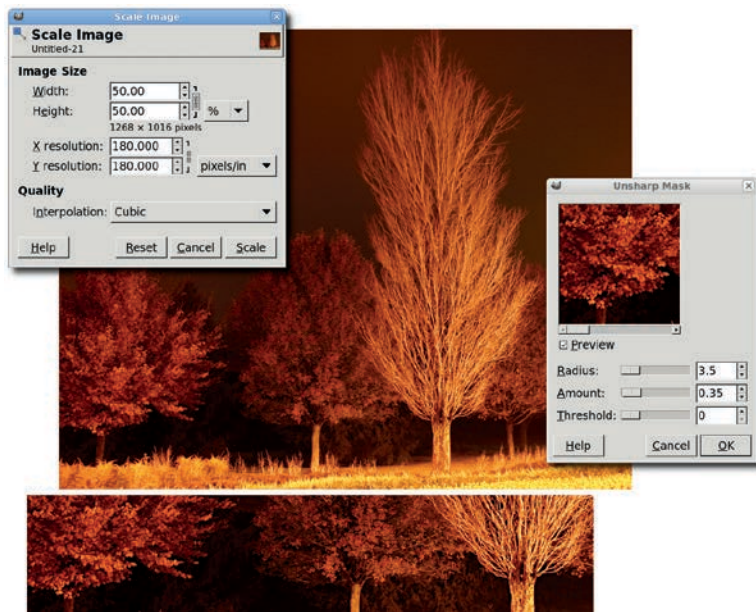 Scale Image
Scale Image
Untitled-21
Image Size
Width: 50.00
Height: 50.00 %
1268 × 1016 pixels
X resolution: 180.000
Y resolution: 180.000 pixels/in
Quality
Interpolation: Cubic
Help Reset Cancel Scale
Unsharp Mask
Preview
Radius: 3.5
Amount: 0.35
Threshold: 0
Help Cancel OK